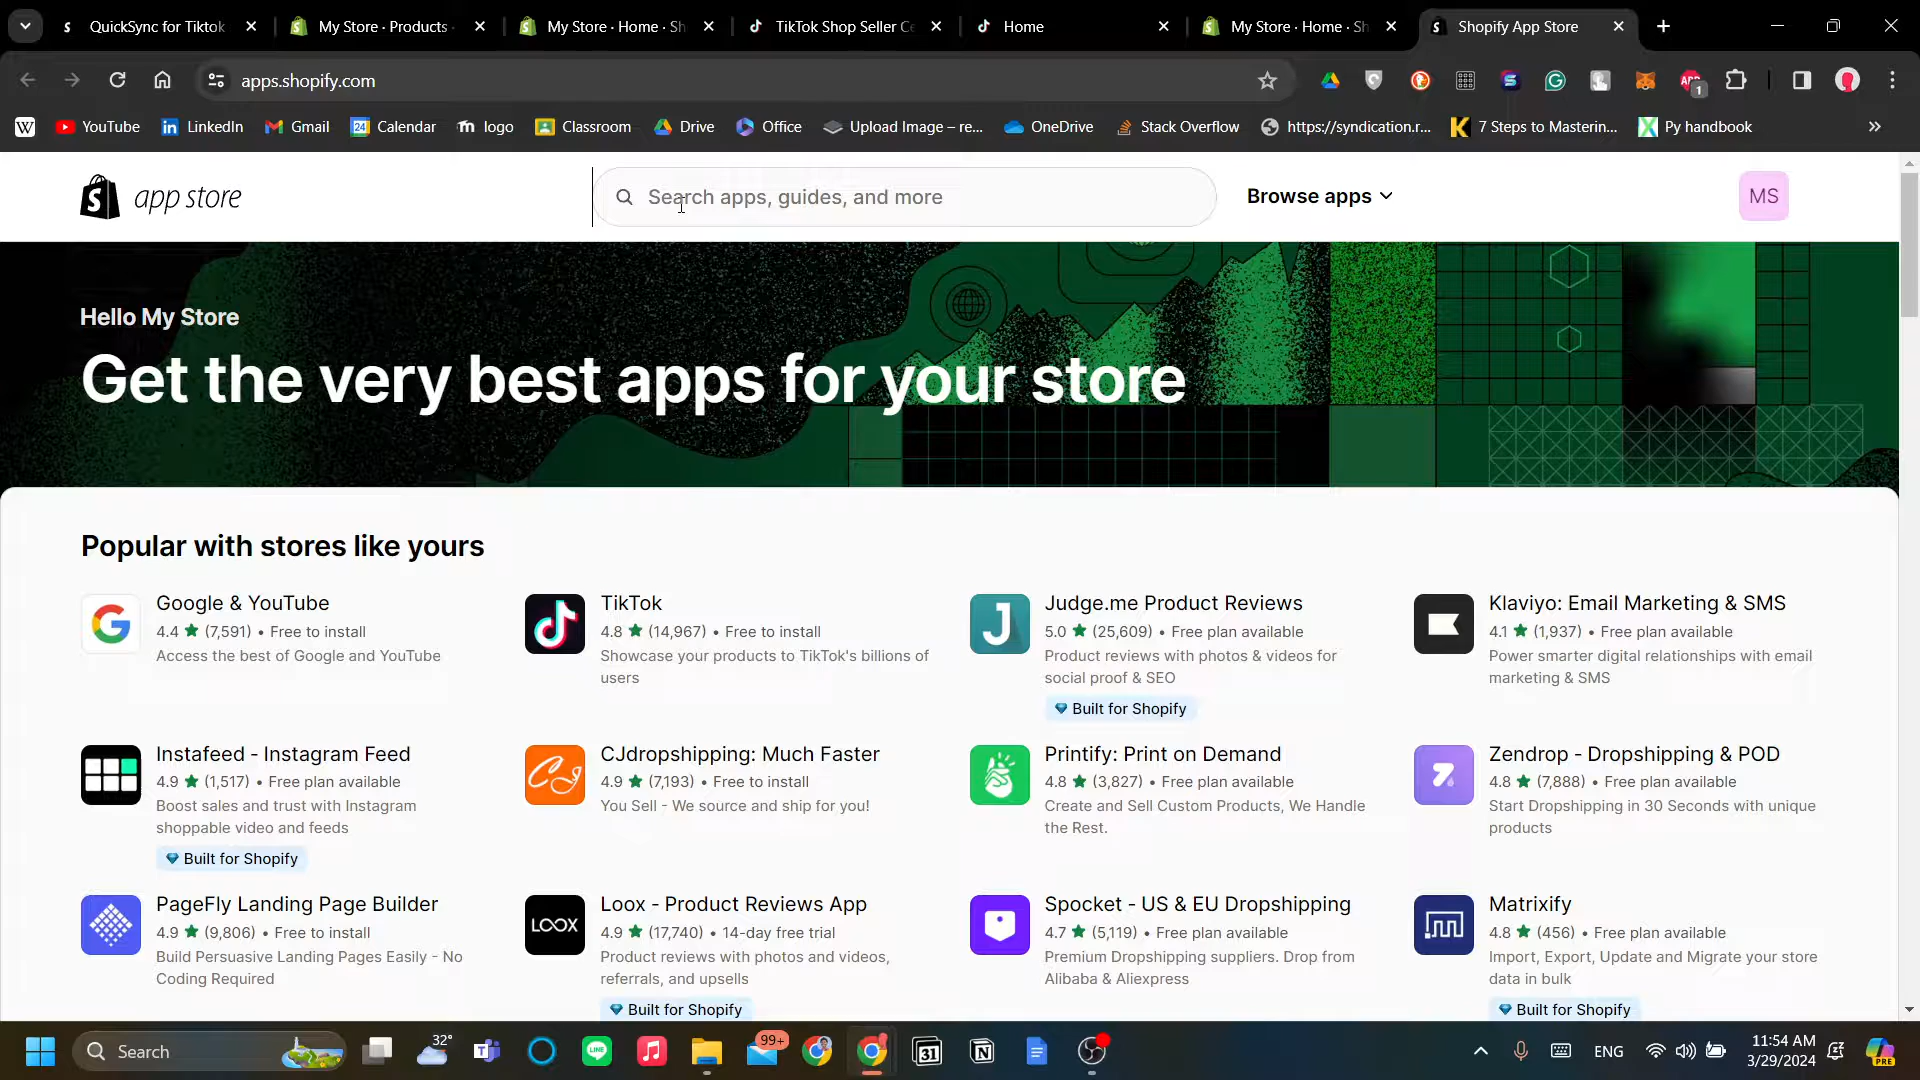 QuickSync for Tiktok
My Store · Products ·
My Store · Home · Sh
TikTok Shop Seller Ce
Home
My Store · Home · Sh
Shopify App Store
apps.shopify.com
1
YouTube
LinkedIn
Gmail
Calendar
logo
Classroom
Drive
Office
Upload Image – re...
OneDrive
Stack Overflow
https://syndication.r...
7 Steps to Masterin...
Py handbook
app store
Search apps, guides, and more
Browse apps
MS
Hello My Store
Get the very best apps for your store
Popular with stores like yours
Google & YouTube
4.4 ★ (7,591) • Free to install
Access the best of Google and YouTube
TikTok
4.8 ★ (14,967) • Free to install
Showcase your products to TikTok's billions of
users
Judge.me Product Reviews
5.0 ★ (25,609) • Free plan available
Product reviews with photos & videos for
social proof & SEO
Built for Shopify
Klaviyo: Email Marketing & SMS
4.1 ★ (1,937) • Free plan available
Power smarter digital relationships with email
marketing & SMS
Instafeed - Instagram Feed
4.9 ★ (1,517) • Free plan available
Boost sales and trust with Instagram
shoppable video and feeds
Built for Shopify
CJdropshipping: Much Faster
4.9 ★ (7,193) • Free to install
You Sell - We source and ship for you!
Printify: Print on Demand
4.8 ★ (3,827) • Free plan available
Create and Sell Custom Products, We Handle
the Rest.
Zendrop - Dropshipping & POD
4.8 ★ (7,888) • Free plan available
Start Dropshipping in 30 Seconds with unique
products
PageFly Landing Page Builder
4.9 ★ (9,806) • Free to install
Build Persuasive Landing Pages Easily - No
Coding Required
LOOX
Loox - Product Reviews App
4.9 ★ (17,740) • 14-day free trial
Product reviews with photos and videos,
referrals, and upsells
Built for Shopify
Spocket - US & EU Dropshipping
4.7 ★ (5,119) • Free plan available
Premium Dropshipping suppliers. Drop from
Alibaba & Aliexpress
Matrixify
4.8 ★ (456) • Free plan available
Import, Export, Update and Migrate your store
data in bulk
Built for Shopify
Search
32°
99+
31
ENG
11:54 AM
3/29/2024
PRE